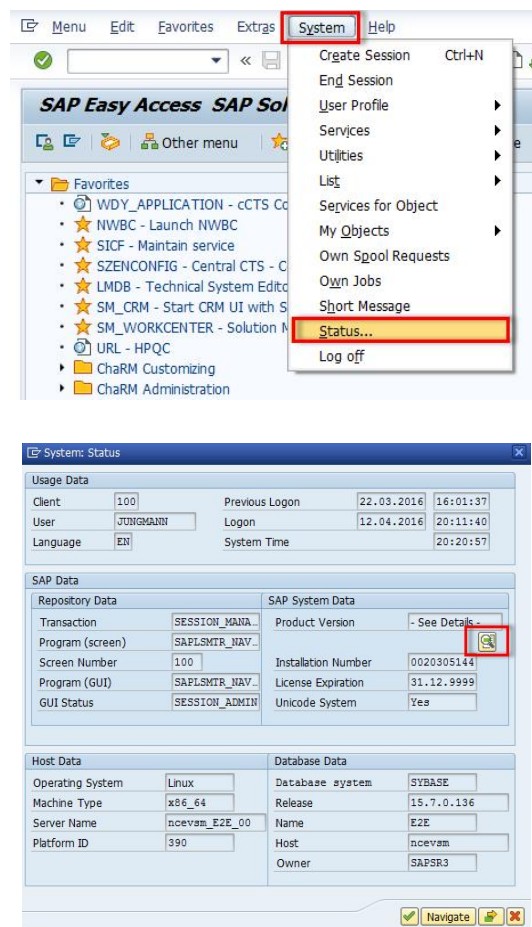 Menu Edit Favorites Extras System Help
«
Create Session Ctrl+N
End Session
User Profile
Services
Utilities
List
Services for Object
My Objects
Own Spool Requests
Own Jobs
Short Message
Status...
Log off
SAP Easy Access SAP Sol
Other menu
e
Favorites
WDY_APPLICATION - cCTS Co
NWBC - Launch NWBC
SICF - Maintain service
SZENCONFIG - Central CTS - C
LMDB - Technical System Edito
SM_CRM - Start CRM UI with S
SM_WORKCENTER - Solution M
URL - HPQC
ChaRM Customizing
ChaRM Administration
System: Status
Usage Data
Client 100 Previous Logon 22.03.2016 16:01:37
User JUNGMANN Logon 12.04.2016 20:11:40
Language EN System Time 20:20:57
SAP Data
Repository Data SAP System Data
Transaction SESSION_MANA… Product Version - See Details -
Program (screen) SAPLSMTR_NAV…
Screen Number 100 Installation Number 0020305144
Program (GUI) SAPLSMTR_NAV… License Expiration 31.12.9999
GUI Status SESSION_ADMIN Unicode System Yes
Host Data Database Data
Operating System Linux Database system SYBASE
Machine Type x86_64 Release 15.7.0.136
Server Name ncevsm_E2E_00 Name E2E
Platform ID 390 Host ncevsm
Owner SAPSR3
Navigate